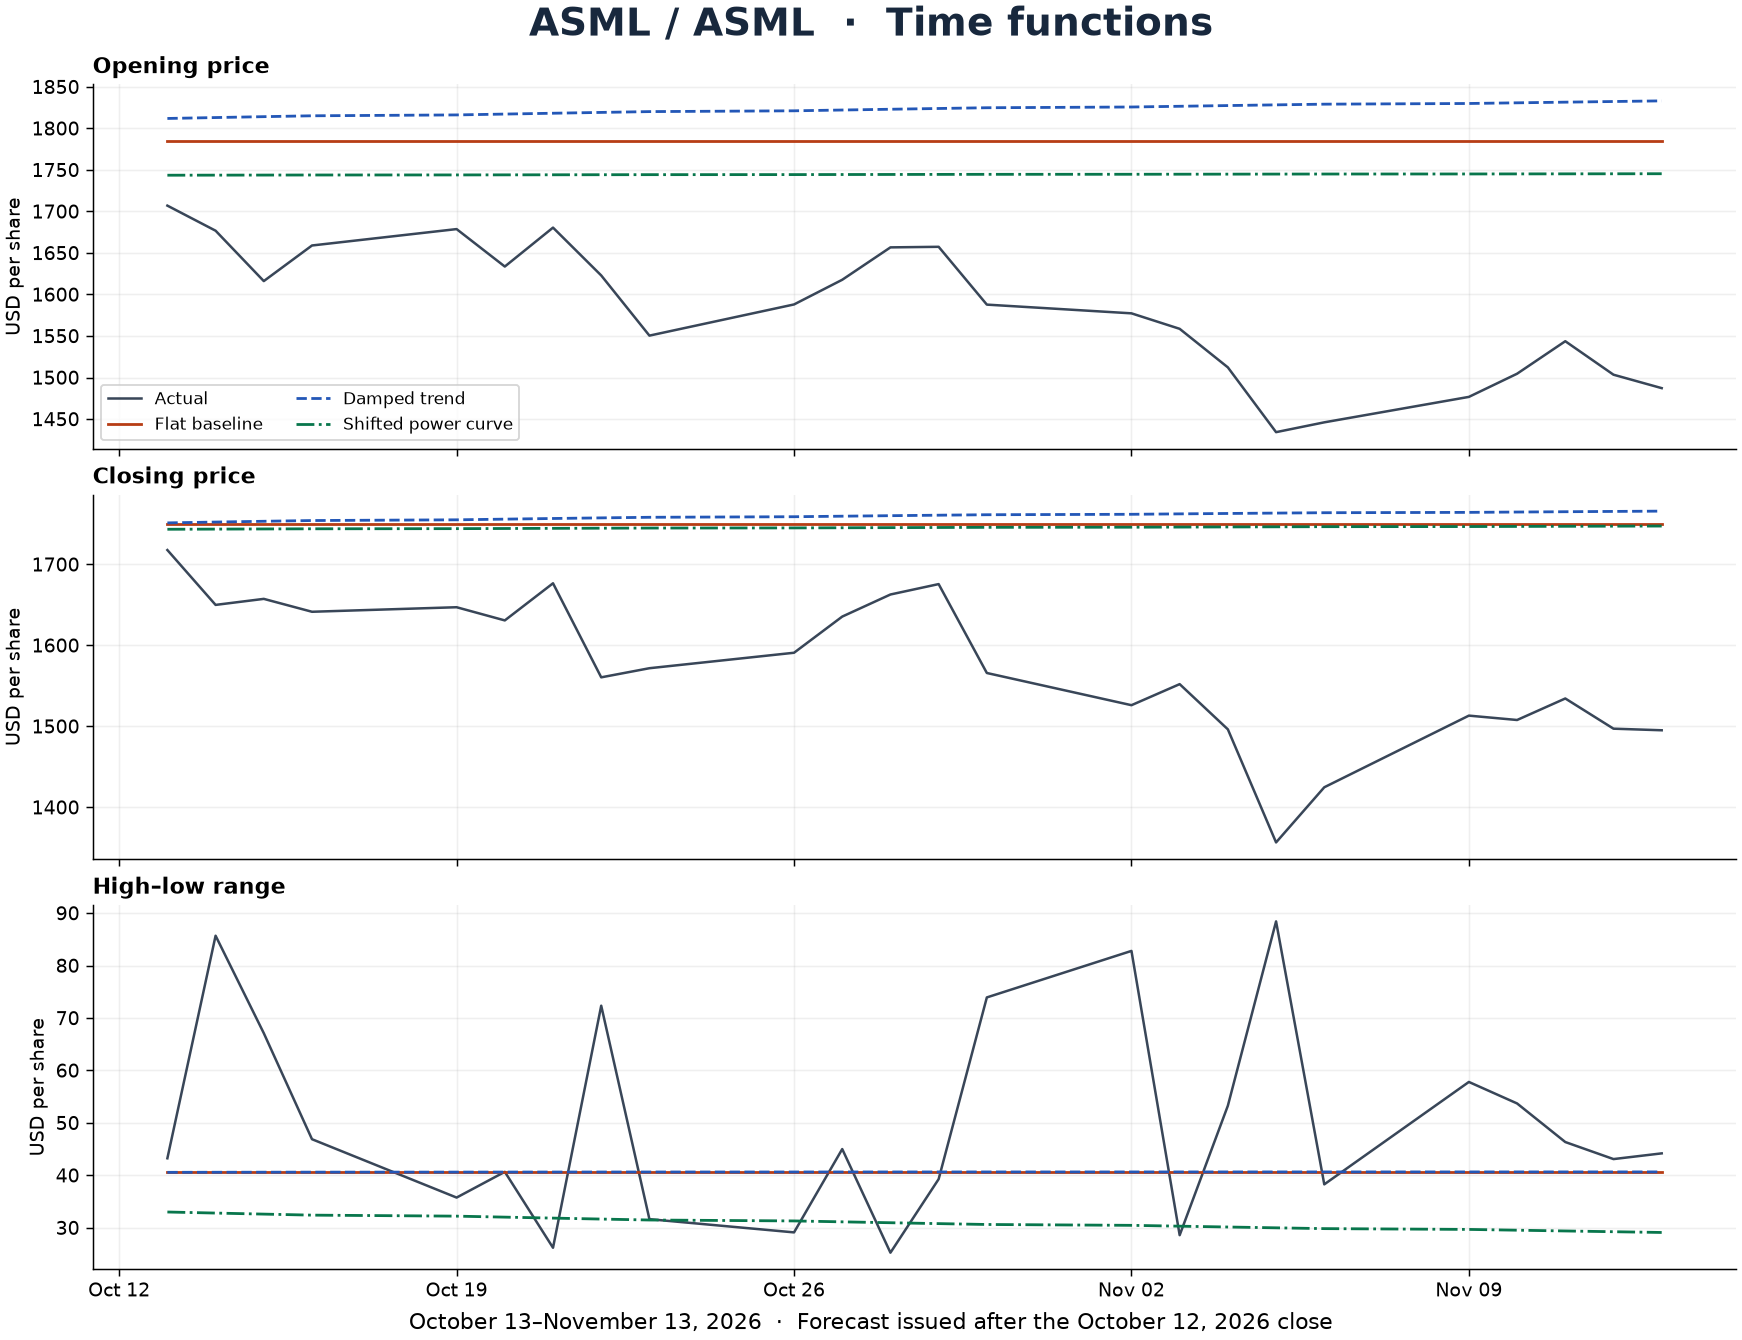 ASML / ASML · Time functions
Opening price
USD per share
1850
1800
1750
1700
1650
1600
1550
1500
1450
Actual
Flat baseline
Damped trend
Shifted power curve
Closing price
USD per share
1700
1600
1500
1400
High–low range
USD per share
90
80
70
60
50
40
30
Oct 12
Oct 19
Oct 26
Nov 02
Nov 09
October 13–November 13, 2026 · Forecast issued after the October 12, 2026 close